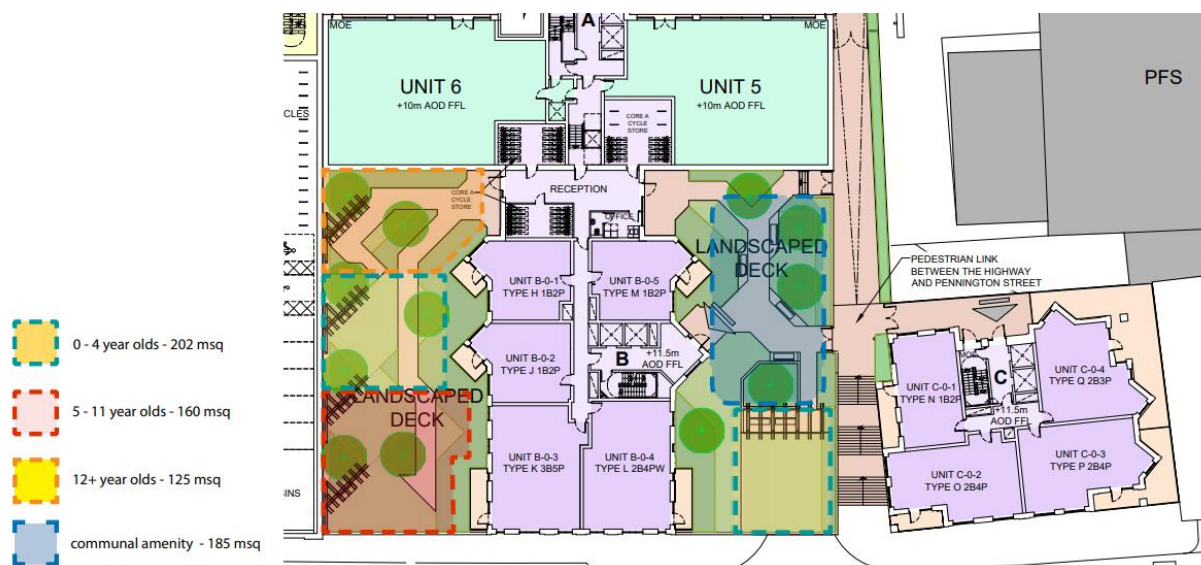 MOE
A
MOE
UNIT 6
+10m AOD FFL
UNIT 5
+10m AOD FFL
PFS
CLES
CORE A
CYCLE
STORE
RECEPTION
CORE A
CYCLE
STORE
OFFICE
LANDSCAPED
DECK
PEDESTRIAN LINK
BETWEEN THE HIGHWAY
AND PENNINGTON STREET
UNIT B-0-1
TYPE H 1B2P
UNIT B-0-5
TYPE M 1B2P
UNIT B-0-2
TYPE J 1B2P
B
+11.5m
AOD FFL
MOE
C
UNIT C-0-1
TYPE N 1B2P
UNIT C-0-4
TYPE Q 2B3P
+11.5m
AOD FFL
LANDSCAPED
DECK
UNIT B-0-3
TYPE K 3B5P
UNIT B-0-4
TYPE L 2B4PW
UNIT C-0-2
TYPE O 2B4P
UNIT C-0-3
TYPE P 2B4P
INS
0 - 4 year olds - 202 msq
5 - 11 year olds - 160 msq
12+ year olds - 125 msq
communal amenity - 185 msq